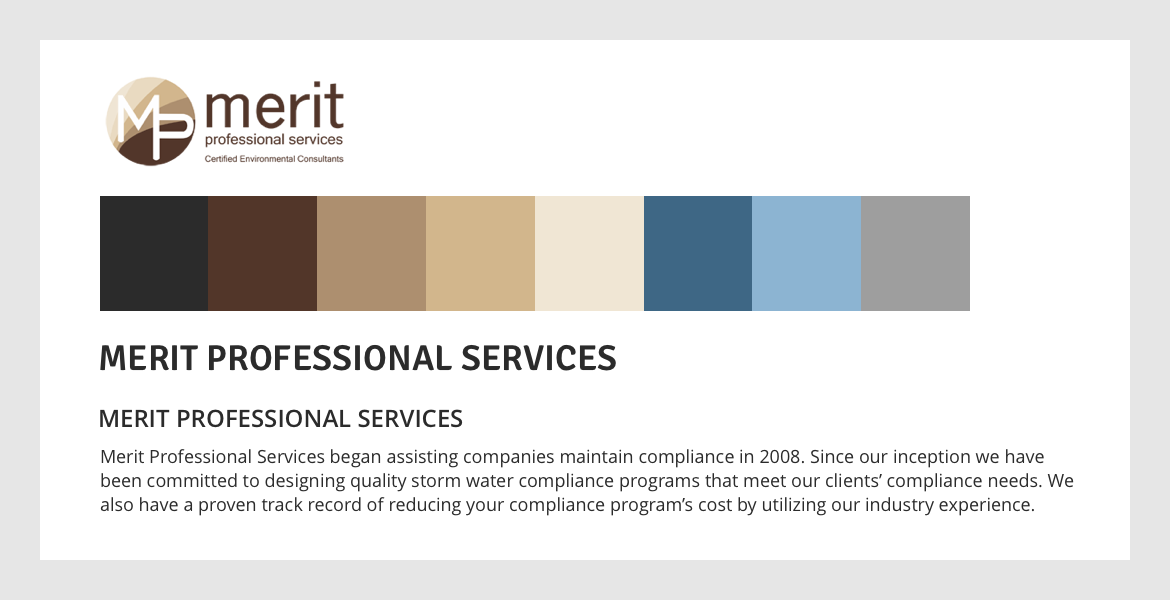 MP
merit
professional services
Certified Environmental Consultants
MERIT PROFESSIONAL SERVICES
MERIT PROFESSIONAL SERVICES
Merit Professional Services began assisting companies maintain compliance in 2008. Since our inception we have
been committed to designing quality storm water compliance programs that meet our clients’ compliance needs. We
also have a proven track record of reducing your compliance program’s cost by utilizing our industry experience.